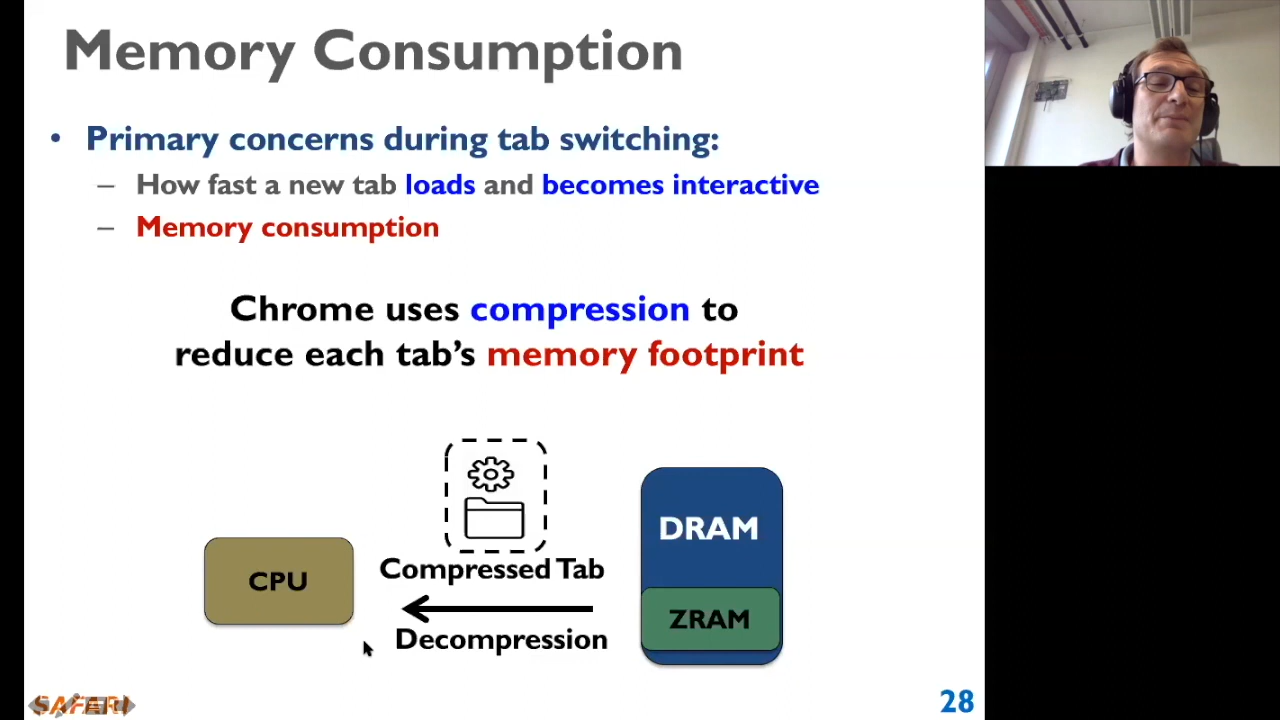 Memory Consumption
• Primary concerns during tab switching:
– How fast a new tab loads and becomes interactive
– Memory consumption
Chrome uses compression to
reduce each tab's memory footprint
DRAM
CPU
Compressed Tab
ZRAM
Decompression
SAFARI
28